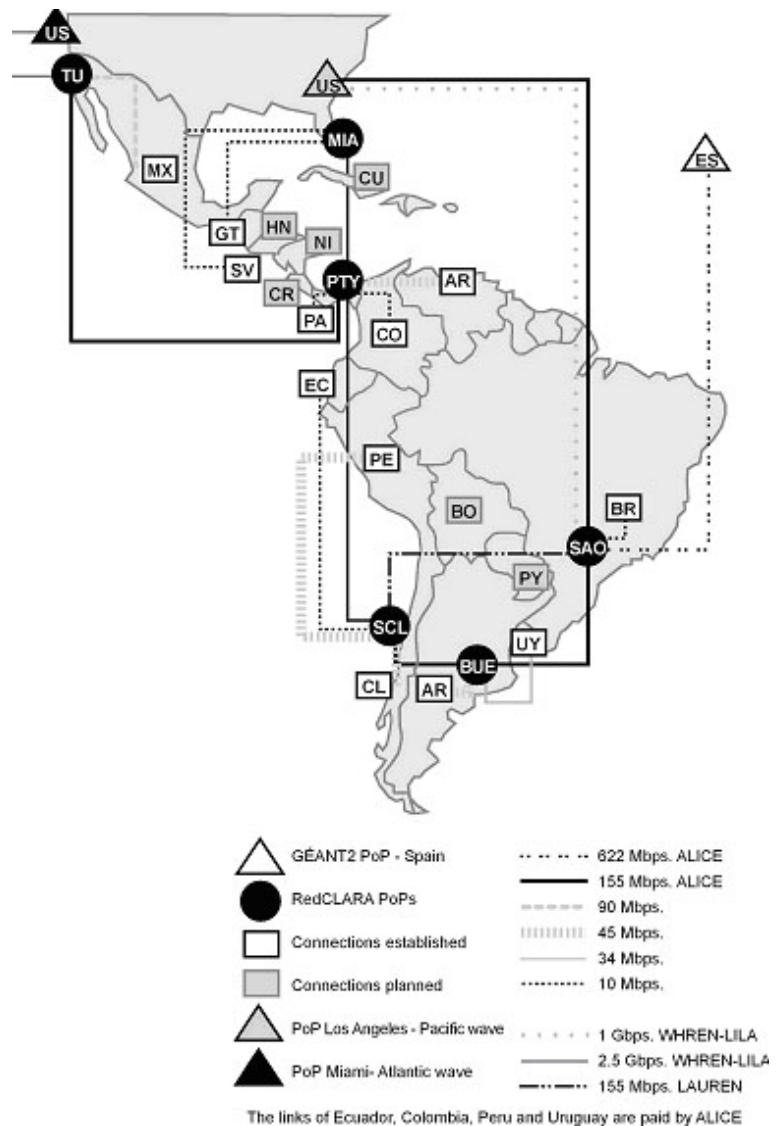 US
TU
US
MIA
ES
MX
CU
GT
HN
NI
SV
PTY
AR
CR
PA
CO
EC
PE
BO
BR
SAO
PY
SCL
UY
BUE
CL
AR
GÉANT2 PoP - Spain
RedCLARA PoPs
Connections established
Connections planned
PoP Los Angeles - Pacific wave
PoP Miami- Atlantic wave
622 Mbps. ALICE
155 Mbps. ALICE
90 Mbps.
45 Mbps.
34 Mbps.
10 Mbps.
1 Gbps. WHREN-LILA
2.5 Gbps. WHREN-LILA
155 Mbps. LAUREN
The links of Ecuador, Colombia, Peru and Uruguay are paid by ALICE